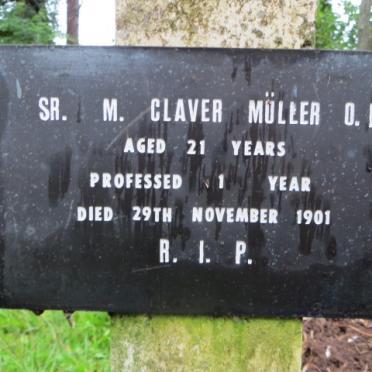 SR. M. CLAVER MÜLLER O.
AGED 21 YEARS
PROFESSED 1 YEAR
DIED 29TH NOVEMBER 1901
R. I. P.